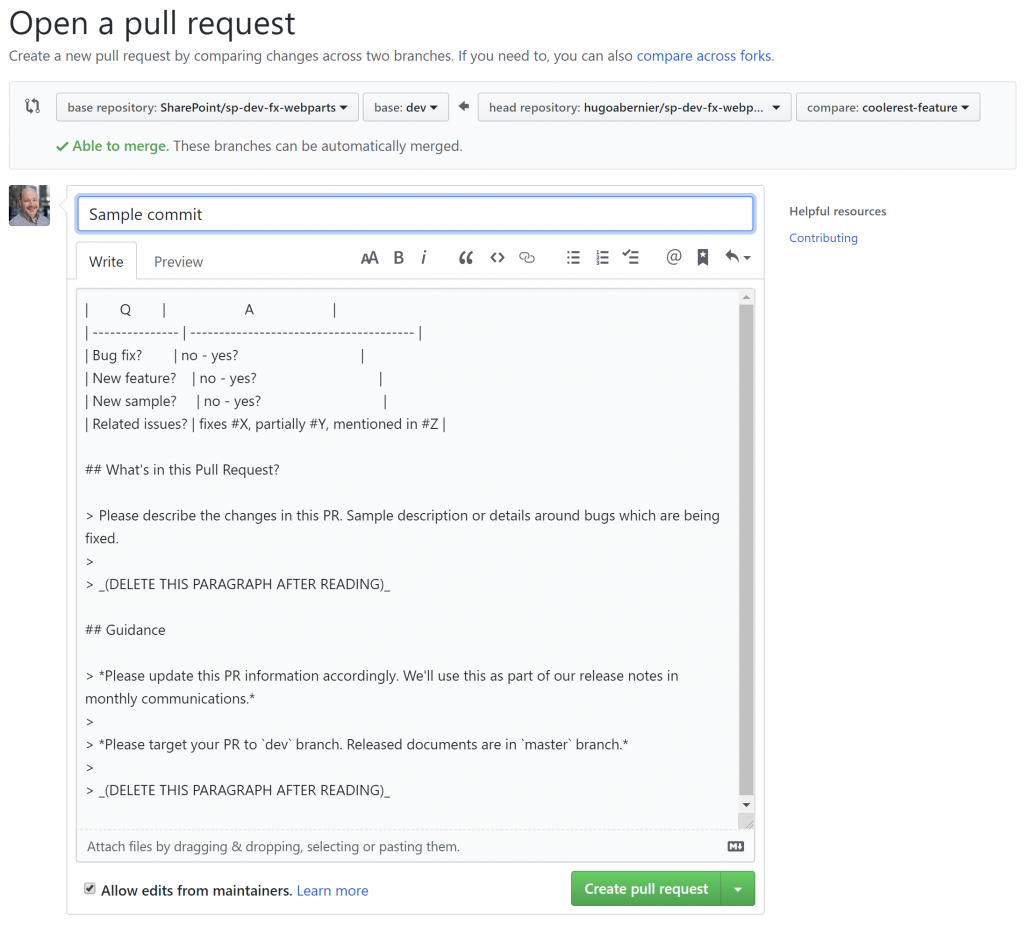 Open a pull request
Create a new pull request by comparing changes across two branches. If you need to, you can also compare across forks.
base repository: SharePoint/sp-dev-fx-webparts base: dev head repository: hugoabernier/sp-dev-fx-webp... compare: coolerest-feature
Able to merge. These branches can be automatically merged.
Sample commit
Helpful resources
Contributing
Write Preview AA B i “ <> @
| Q | A |
| --------------- | --------------------------------------- |
| Bug fix? | no - yes? |
| New feature? | no - yes? |
| New sample? | no - yes? |
| Related issues? | fixes #X, partially #Y, mentioned in #Z |
## What's in this Pull Request?
> Please describe the changes in this PR. Sample description or details around bugs which are being
fixed.
>
> _(DELETE THIS PARAGRAPH AFTER READING)_
## Guidance
> *Please update this PR information accordingly. We'll use this as part of our release notes in
monthly communications.*
>
> *Please target your PR to `dev` branch. Released documents are in `master` branch.*
>
> _(DELETE THIS PARAGRAPH AFTER READING)_
Attach files by dragging & dropping, selecting or pasting them.
Allow edits from maintainers. Learn more
Create pull request